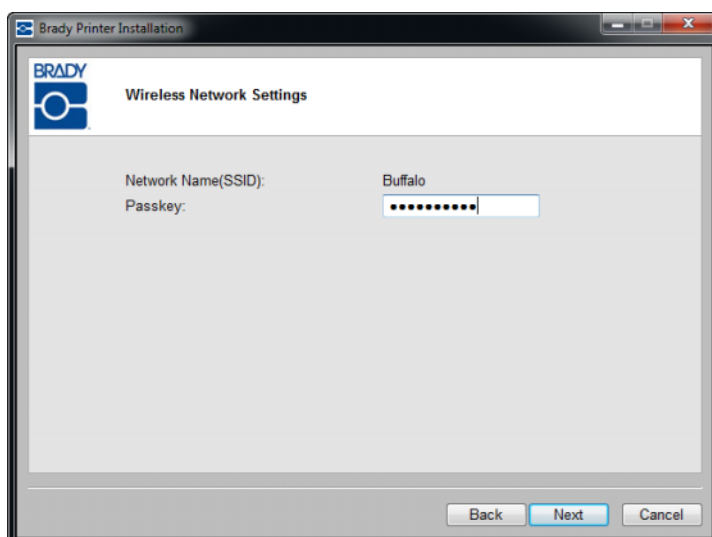 Brady Printer Installation
BRADY
Wireless Network Settings
Network Name(SSID): Buffalo
Passkey: ●●●●●●●●●●
Back Next Cancel